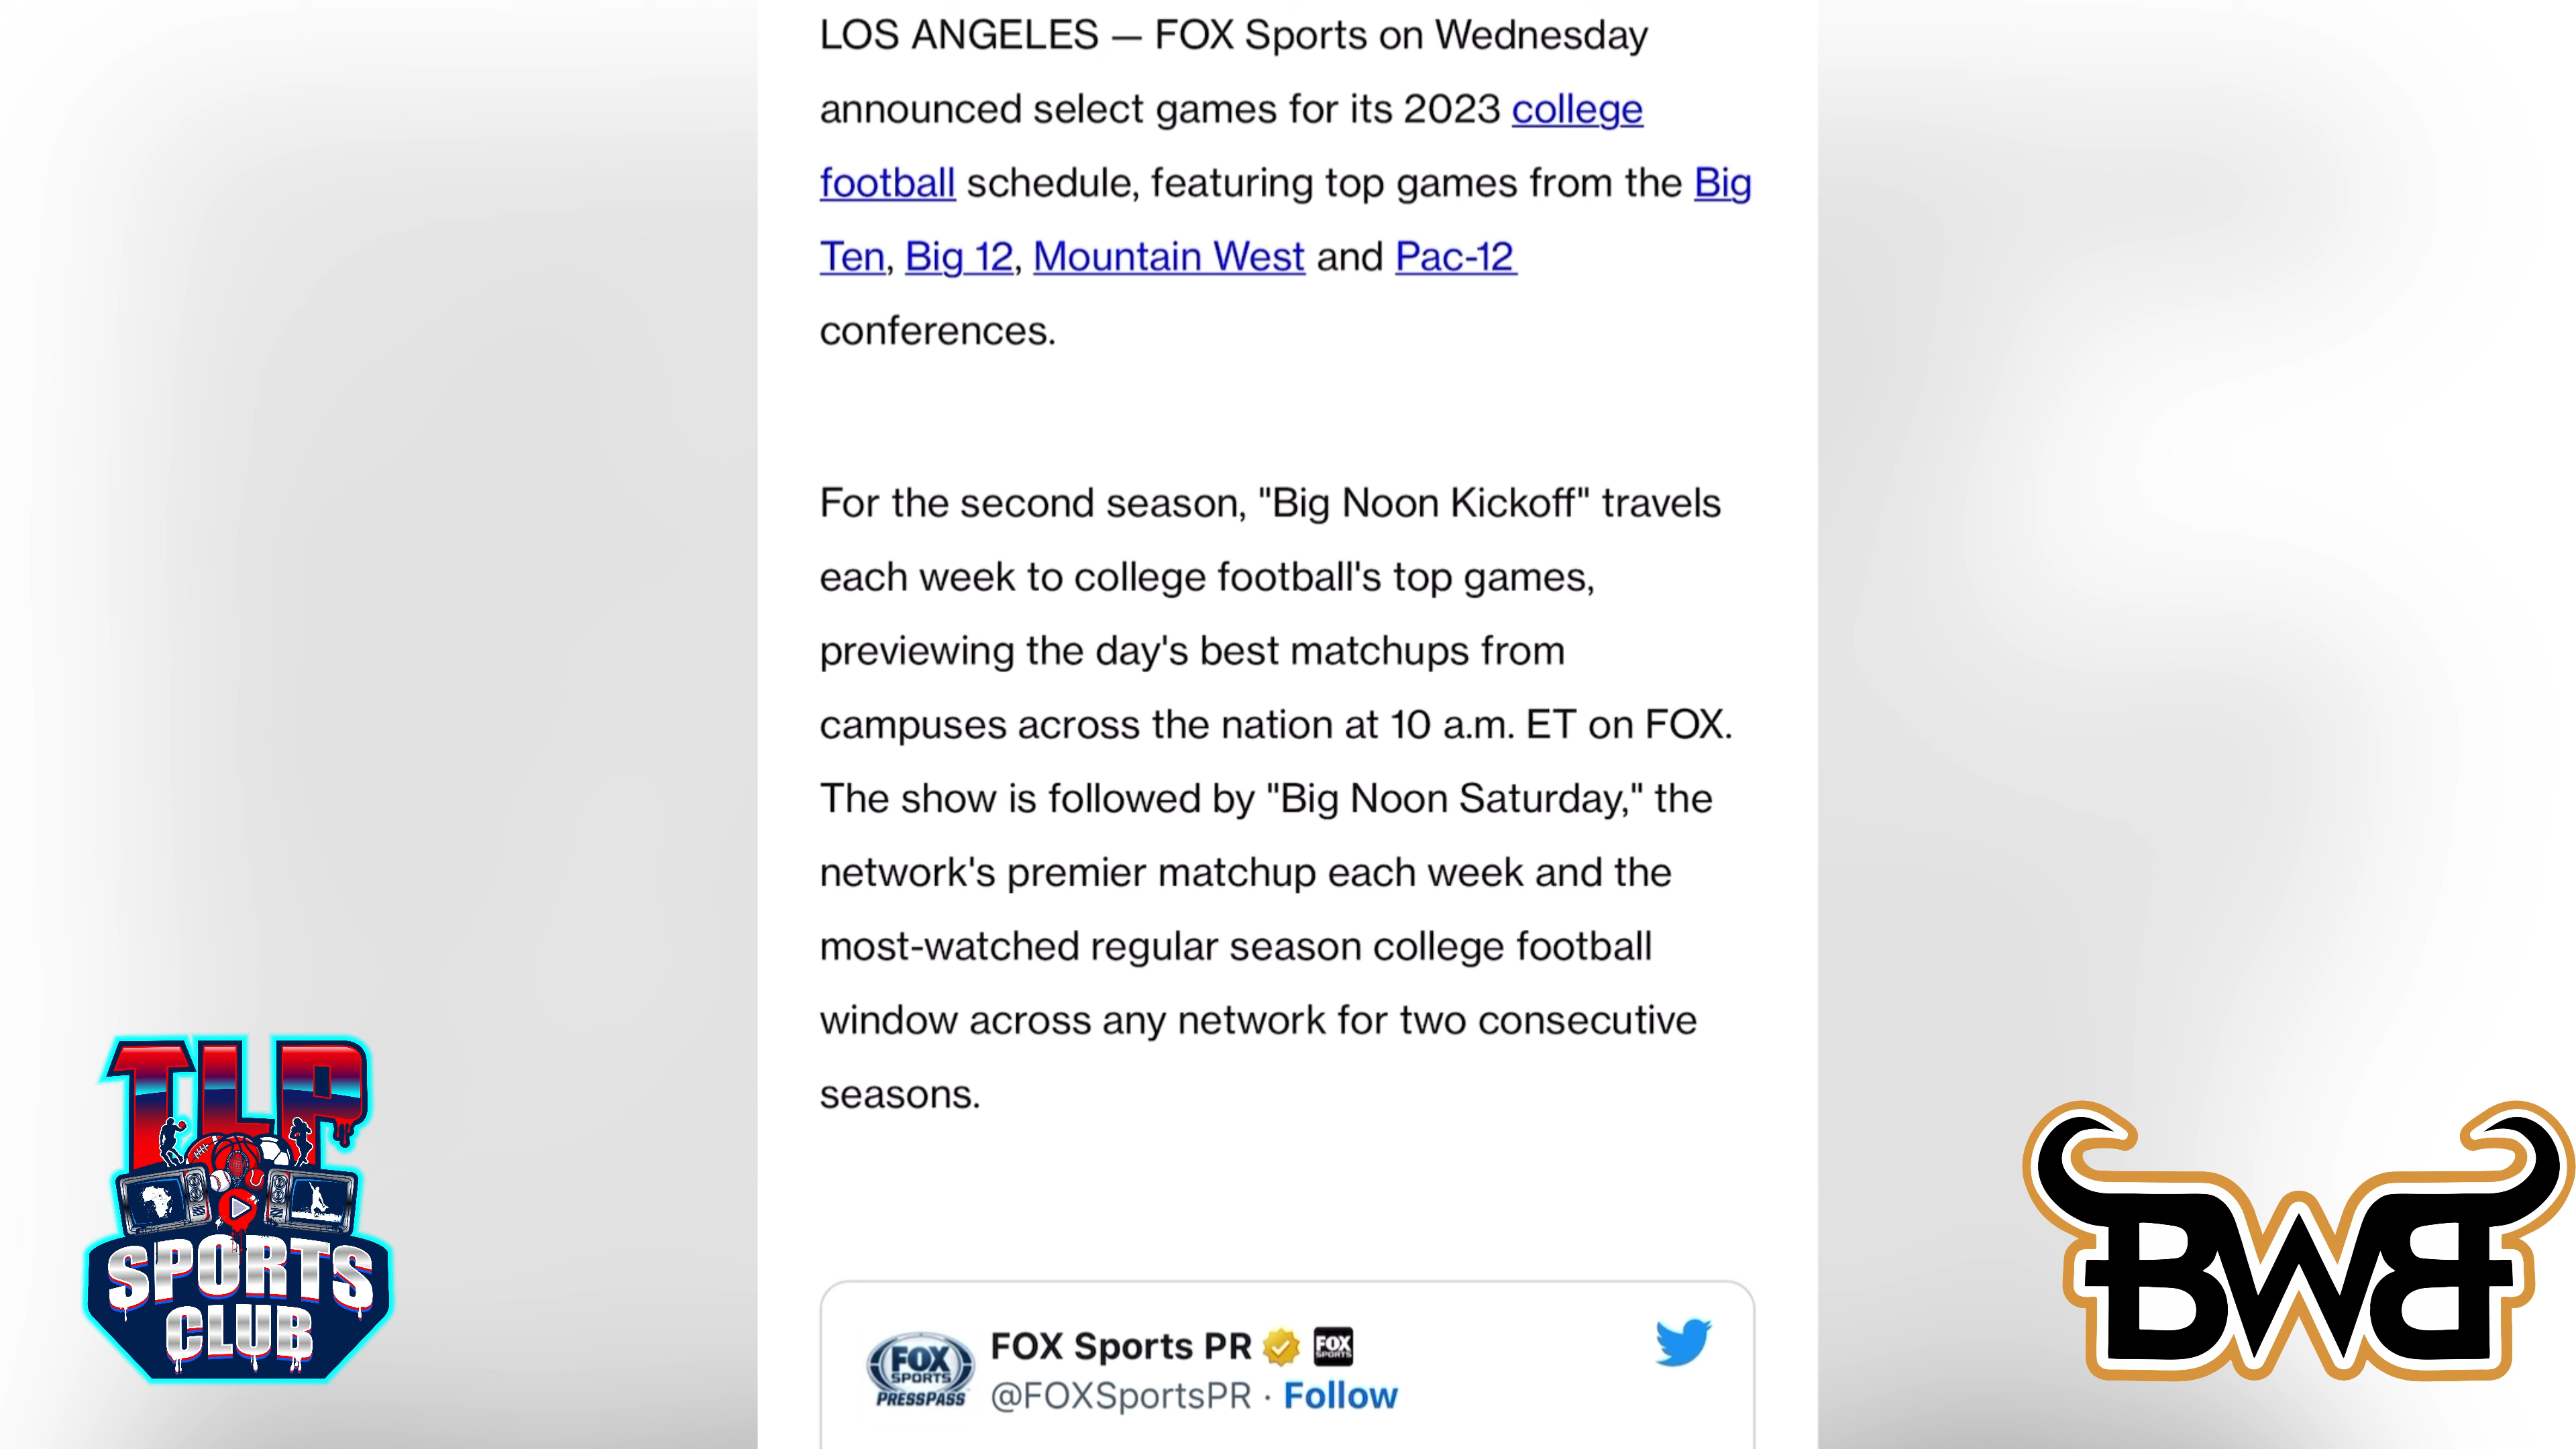 LOS ANGELES — FOX Sports on Wednesday
announced select games for its 2023 college
football schedule, featuring top games from the Big
Ten, Big 12, Mountain West and Pac-12
conferences.
For the second season, "Big Noon Kickoff" travels
each week to college football's top games,
previewing the day's best matchups from
campuses across the nation at 10 a.m. ET on FOX.
The show is followed by "Big Noon Saturday," the
network's premier matchup each week and the
most-watched regular season college football
window across any network for two consecutive
seasons.
FOX
SPORTS
PRESSPASS
FOX Sports PR
FOX
SPORTS
@FOXSportsPR · Follow
TLP
SPORTS
CLUB
BWB